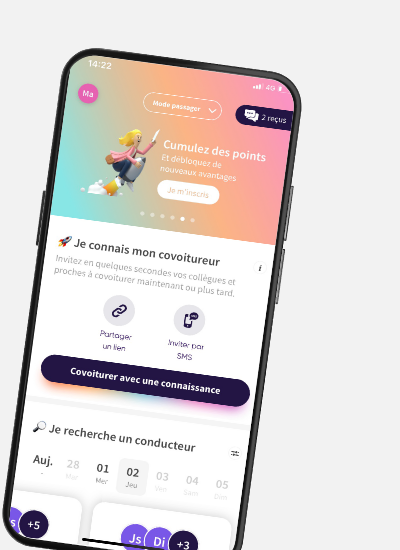 14:22
4G
Ma
Mode passager
2 reçus
Cumulez des points
Et débloquer de
nouveaux avantages
Je m'inscris
Je connais mon covoitureur
i
Invitez en quelques secondes vos collègues et
proches à covoiturer maintenant ou plus tard.
Partager
un lien
Inviter par
SMS
Covoiturer avec une connaissance
Je recherche un conducteur
Auj. 28 01 02 03 04 05
- Mar Mer Jeu Ven Sam Dim
s +5
Js Di +3